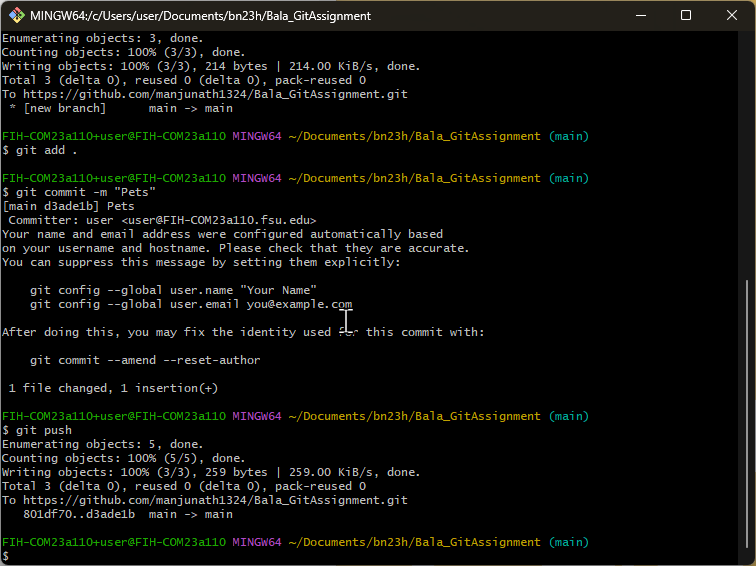 MINGW64:/c/Users/user/Documents/bn23h/Bala_GitAssignment
Enumerating objects: 3, done.
Counting objects: 100% (3/3), done.
Writing objects: 100% (3/3), 214 bytes | 214.00 KiB/s, done.
Total 3 (delta 0), reused 0 (delta 0), pack-reused 0
To https://github.com/manjunath1324/Bala_GitAssignment.git
 * [new branch]      main -> main

FIH-COM23a110+user@FIH-COM23a110 MINGW64 ~/Documents/bn23h/Bala_GitAssignment (main)
$ git add .

FIH-COM23a110+user@FIH-COM23a110 MINGW64 ~/Documents/bn23h/Bala_GitAssignment (main)
$ git commit -m "Pets"
[main d3ade1b] Pets
 Committer: user <user@FIH-COM23a110.fsu.edu>
Your name and email address were configured automatically based
on your username and hostname. Please check that they are accurate.
You can suppress this message by setting them explicitly:

    git config --global user.name "Your Name"
    git config --global user.email you@example.com

After doing this, you may fix the identity used for this commit with:

    git commit --amend --reset-author

 1 file changed, 1 insertion(+)

FIH-COM23a110+user@FIH-COM23a110 MINGW64 ~/Documents/bn23h/Bala_GitAssignment (main)
$ git push
Enumerating objects: 5, done.
Counting objects: 100% (5/5), done.
Writing objects: 100% (3/3), 259 bytes | 259.00 KiB/s, done.
Total 3 (delta 0), reused 0 (delta 0), pack-reused 0
To https://github.com/manjunath1324/Bala_GitAssignment.git
   801df70..d3ade1b  main -> main

FIH-COM23a110+user@FIH-COM23a110 MINGW64 ~/Documents/bn23h/Bala_GitAssignment (main)
$